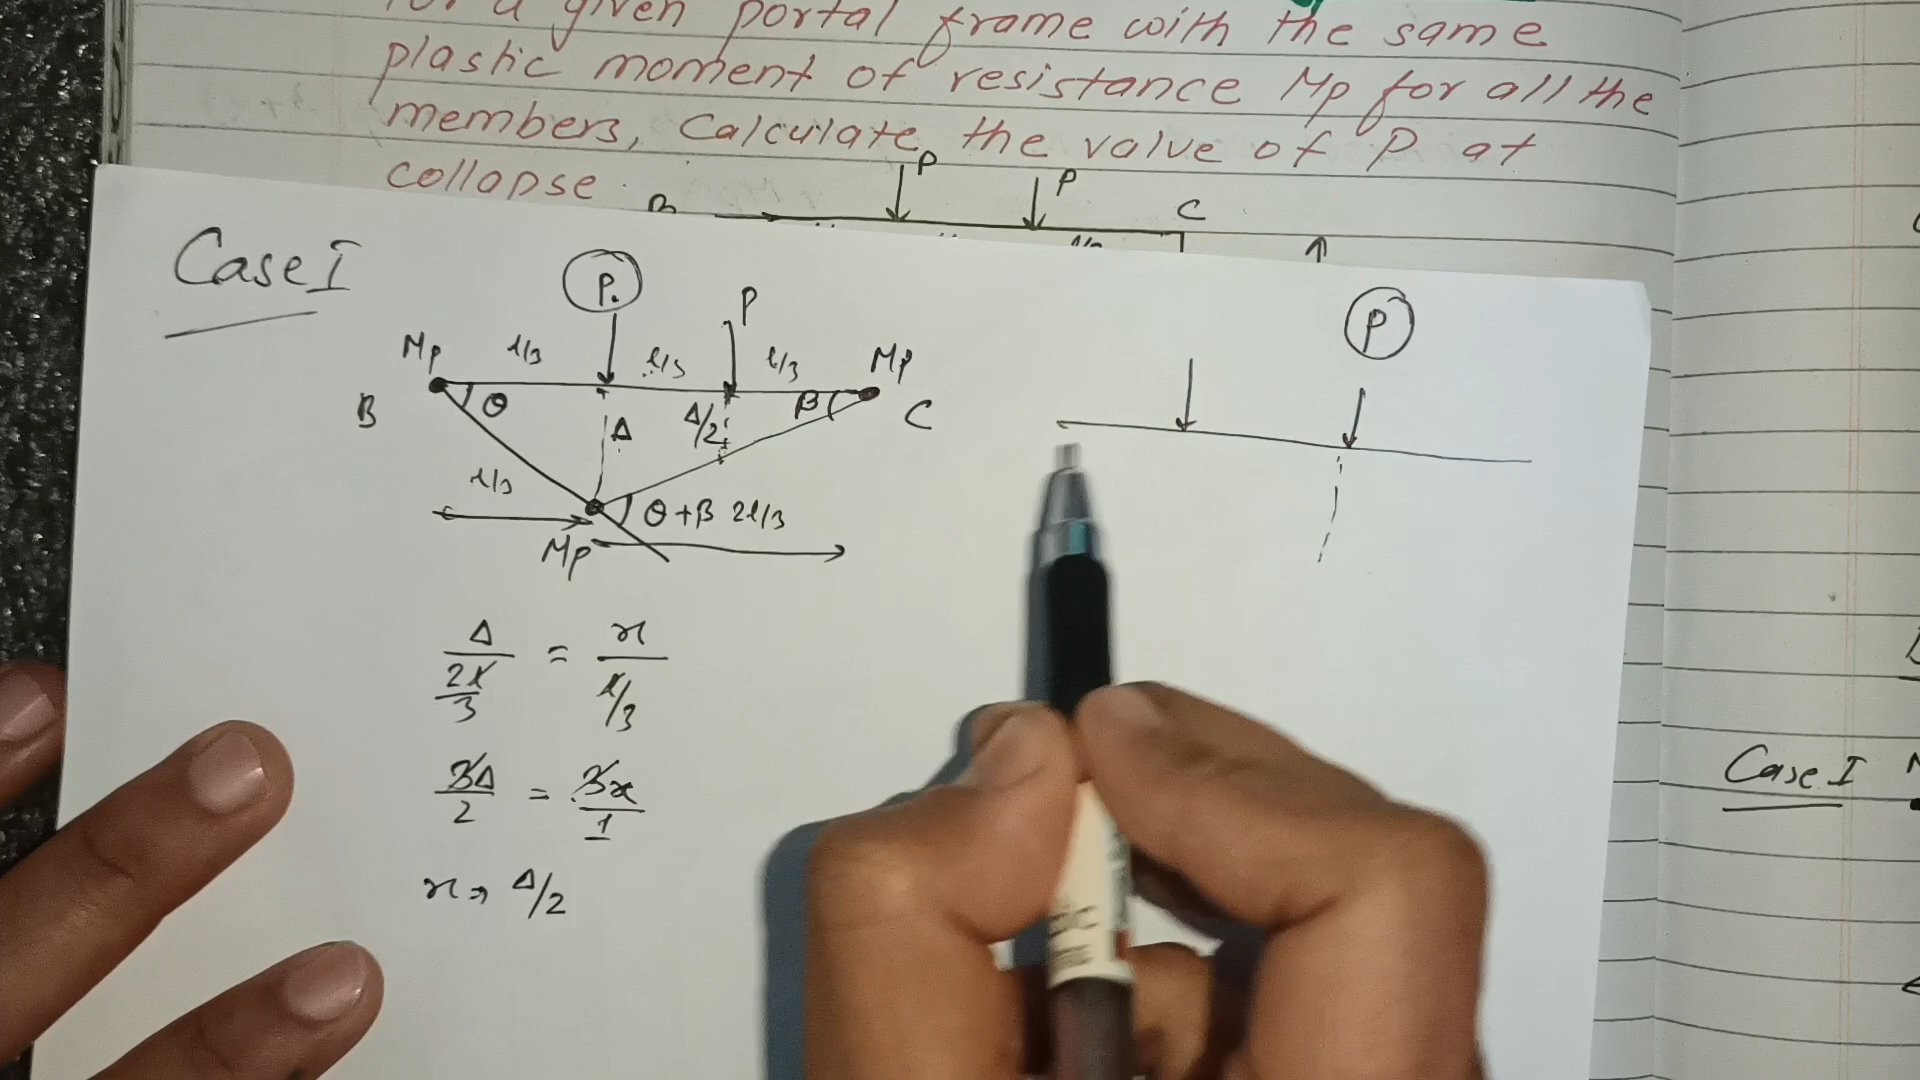 for a given portal frame with the same
plastic moment of resistance Mp for all the
members, Calculate the value of P at
collapse.
P
P
B
C
Case I
P.
P
P
Mp
l/3
l/3
l/3
Mp
B
θ
Δ
Δ/2
β
C
l/3
θ+β
2l/3
Mp
Δ/(2l/3) = x/(l/3)
3Δ/2 = 3x/1
x = Δ/2
Case I